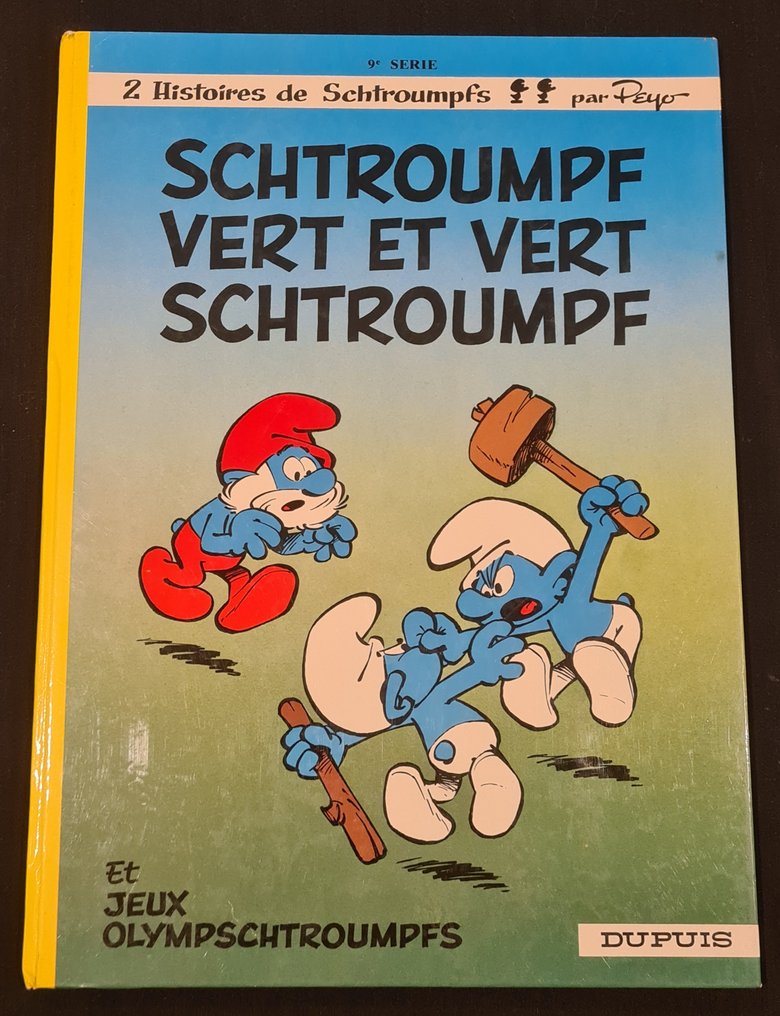 9e SERIE
2 Histoires de Schtroumpfs par Peyo
SCHTROUMPF
VERT ET VERT
SCHTROUMPF
Et
JEUX
OLYMPSCHTROUMPFS
DUPUIS